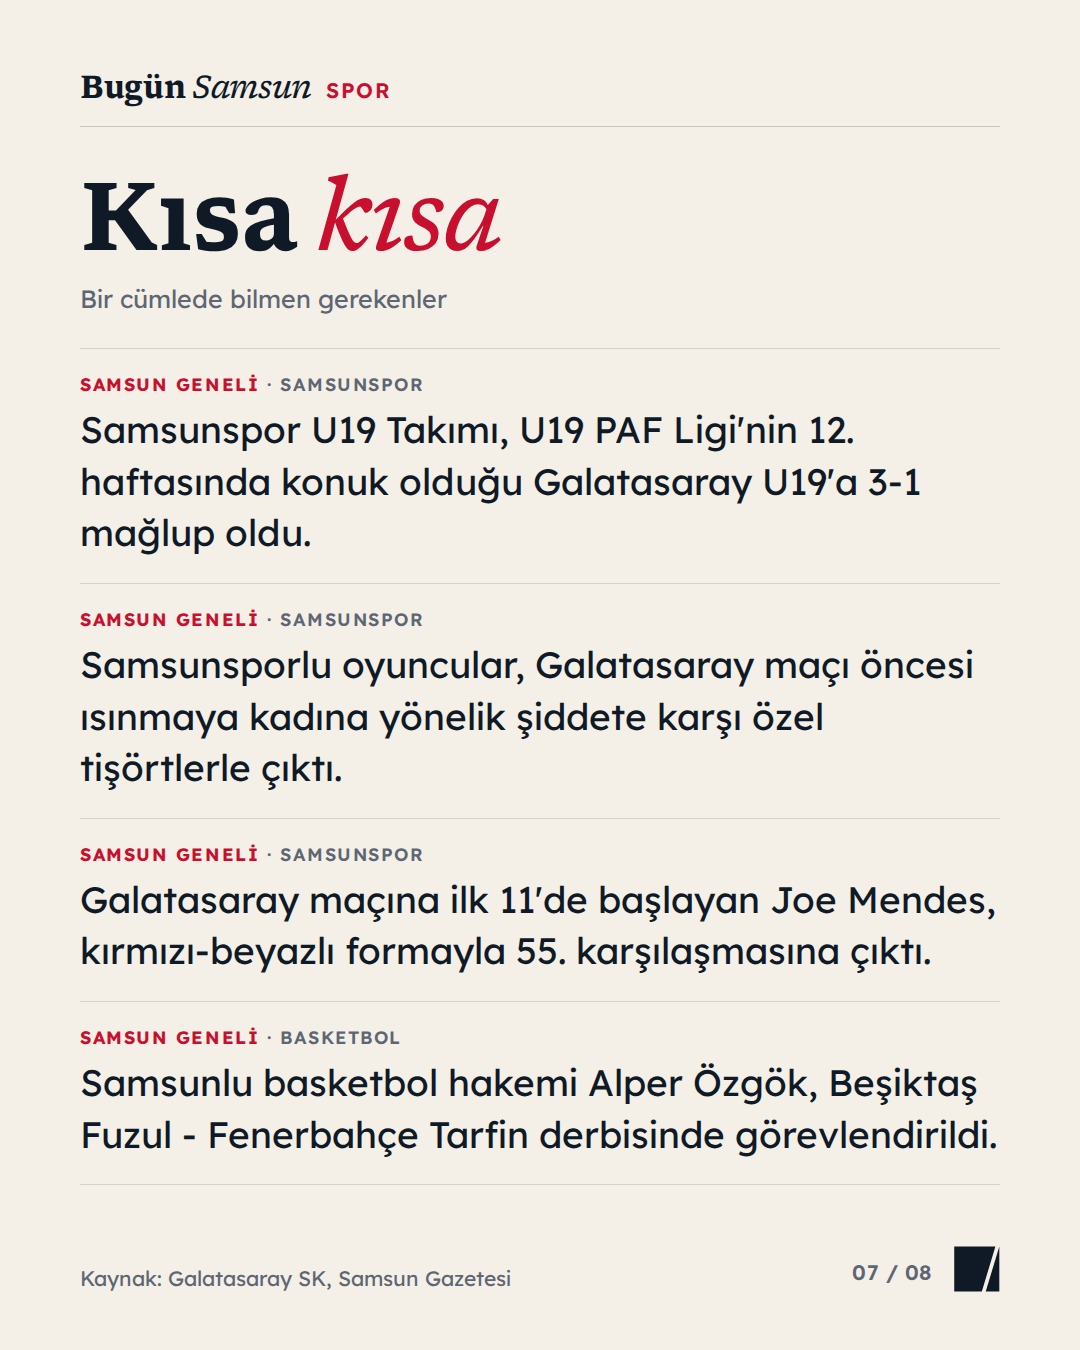 Bugün Samsun SPOR
Kısa kısa
Bir cümlede bilmen gerekenler
SAMSUN GENELİ · SAMSUNSPOR
Samsunspor U19 Takımı, U19 PAF Ligi'nin 12.
haftasında konuk olduğu Galatasaray U19'a 3-1
mağlup oldu.
SAMSUN GENELİ · SAMSUNSPOR
Samsunsporlu oyuncular, Galatasaray maçı öncesi
ısınmaya kadına yönelik şiddete karşı özel
tişörtlerle çıktı.
SAMSUN GENELİ · SAMSUNSPOR
Galatasaray maçına ilk 11'de başlayan Joe Mendes,
kırmızı-beyazlı formayla 55. karşılaşmasına çıktı.
SAMSUN GENELİ · BASKETBOL
Samsunlu basketbol hakemi Alper Özgök, Beşiktaş
Fuzul - Fenerbahçe Tarfin derbisinde görevlendirildi.
Kaynak: Galatasaray SK, Samsun Gazetesi
07 / 08